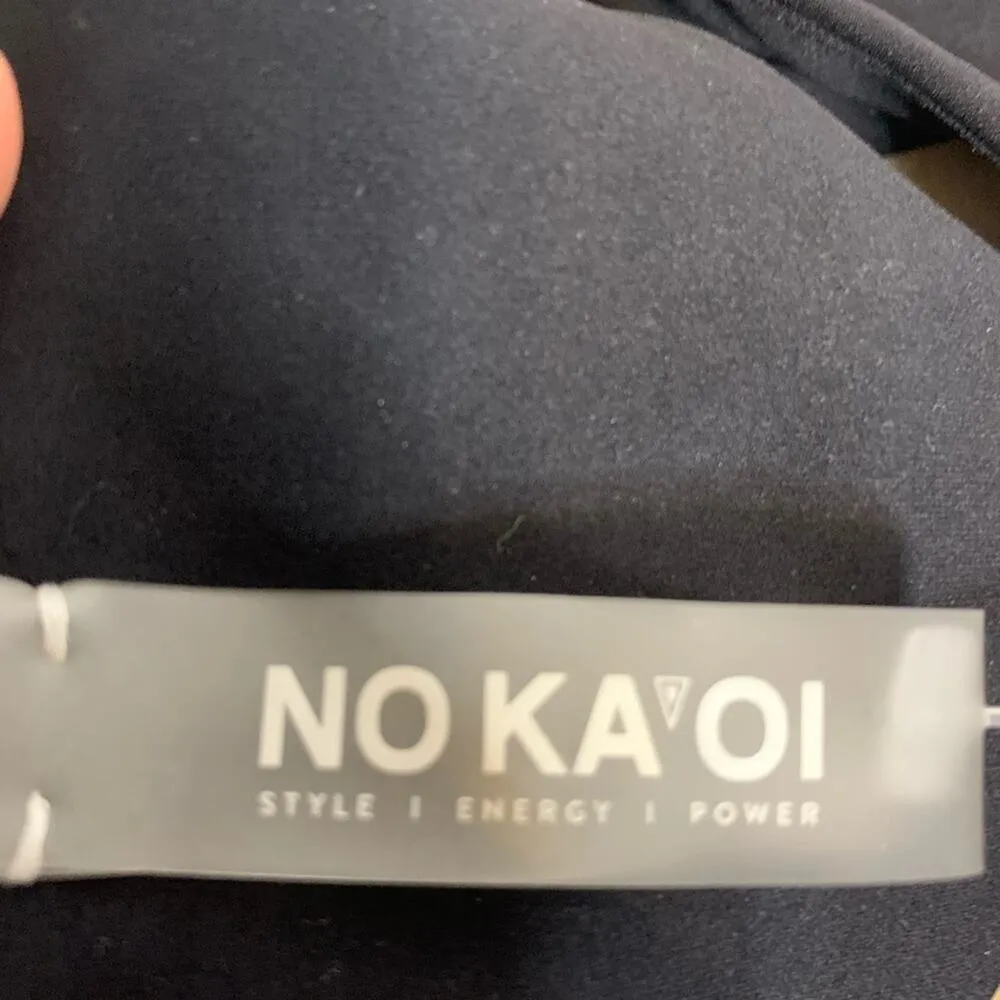 NO KA'OI
STYLE | ENERGY | POWER